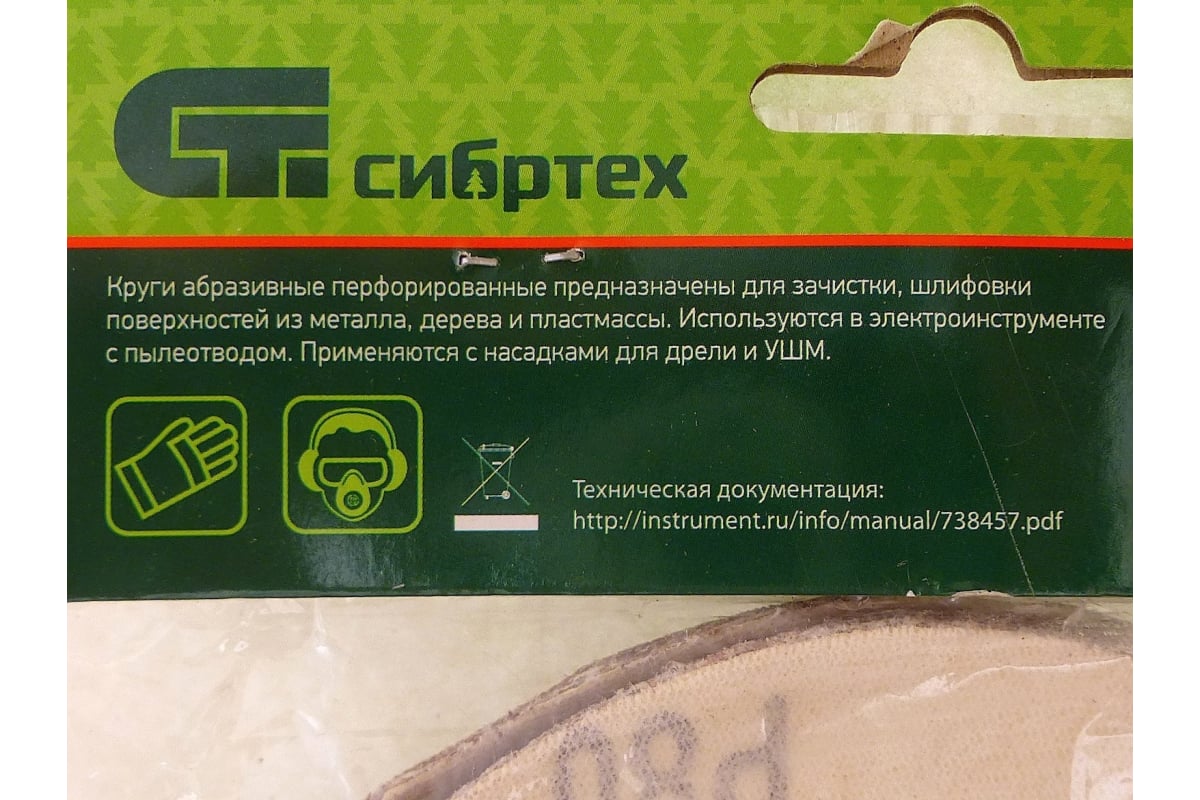 сибртех
Круги абразивные перфорированные предназначены для зачистки, шлифовки
поверхностей из металла, дерева и пластмассы. Используются в электроинструменте
с пылеотводом. Применяются с насадками для дрели и УШМ.
Техническая документация:
http://instrument.ru/info/manual/738457.pdf
P80